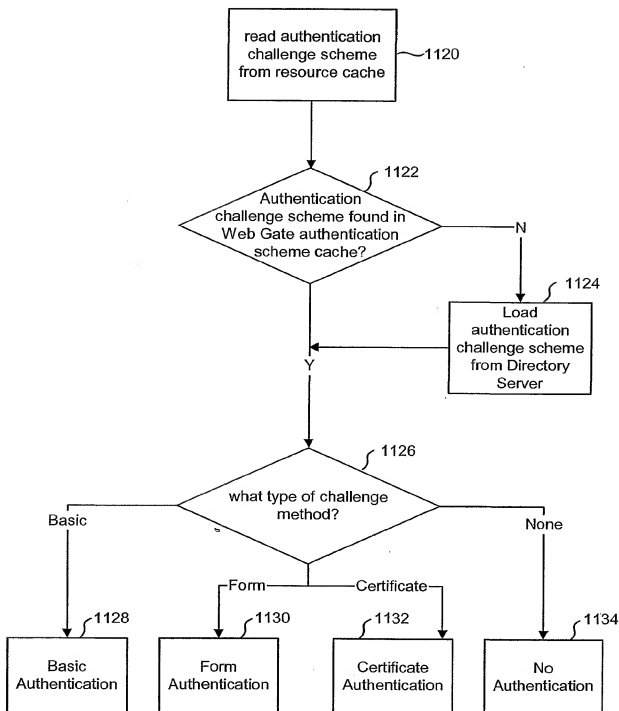 read authentication
challenge scheme
from resource cache
1120
1122
Authentication
challenge scheme found in
Web Gate authentication
scheme cache?
N
1124
Load
authentication
challenge scheme
from Directory
Server
Y
1126
what type of challenge
method?
Basic
None
Form
Certificate
1128
1130
1132
1134
Basic
Authentication
Form
Authentication
Certificate
Authentication
No
Authentication